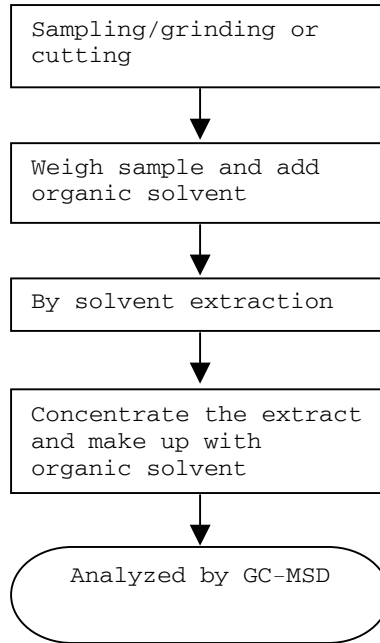 Sampling/grinding or
cutting
Weigh sample and add
organic solvent
By solvent extraction
Concentrate the extract
and make up with
organic solvent
Analyzed by GC-MSD